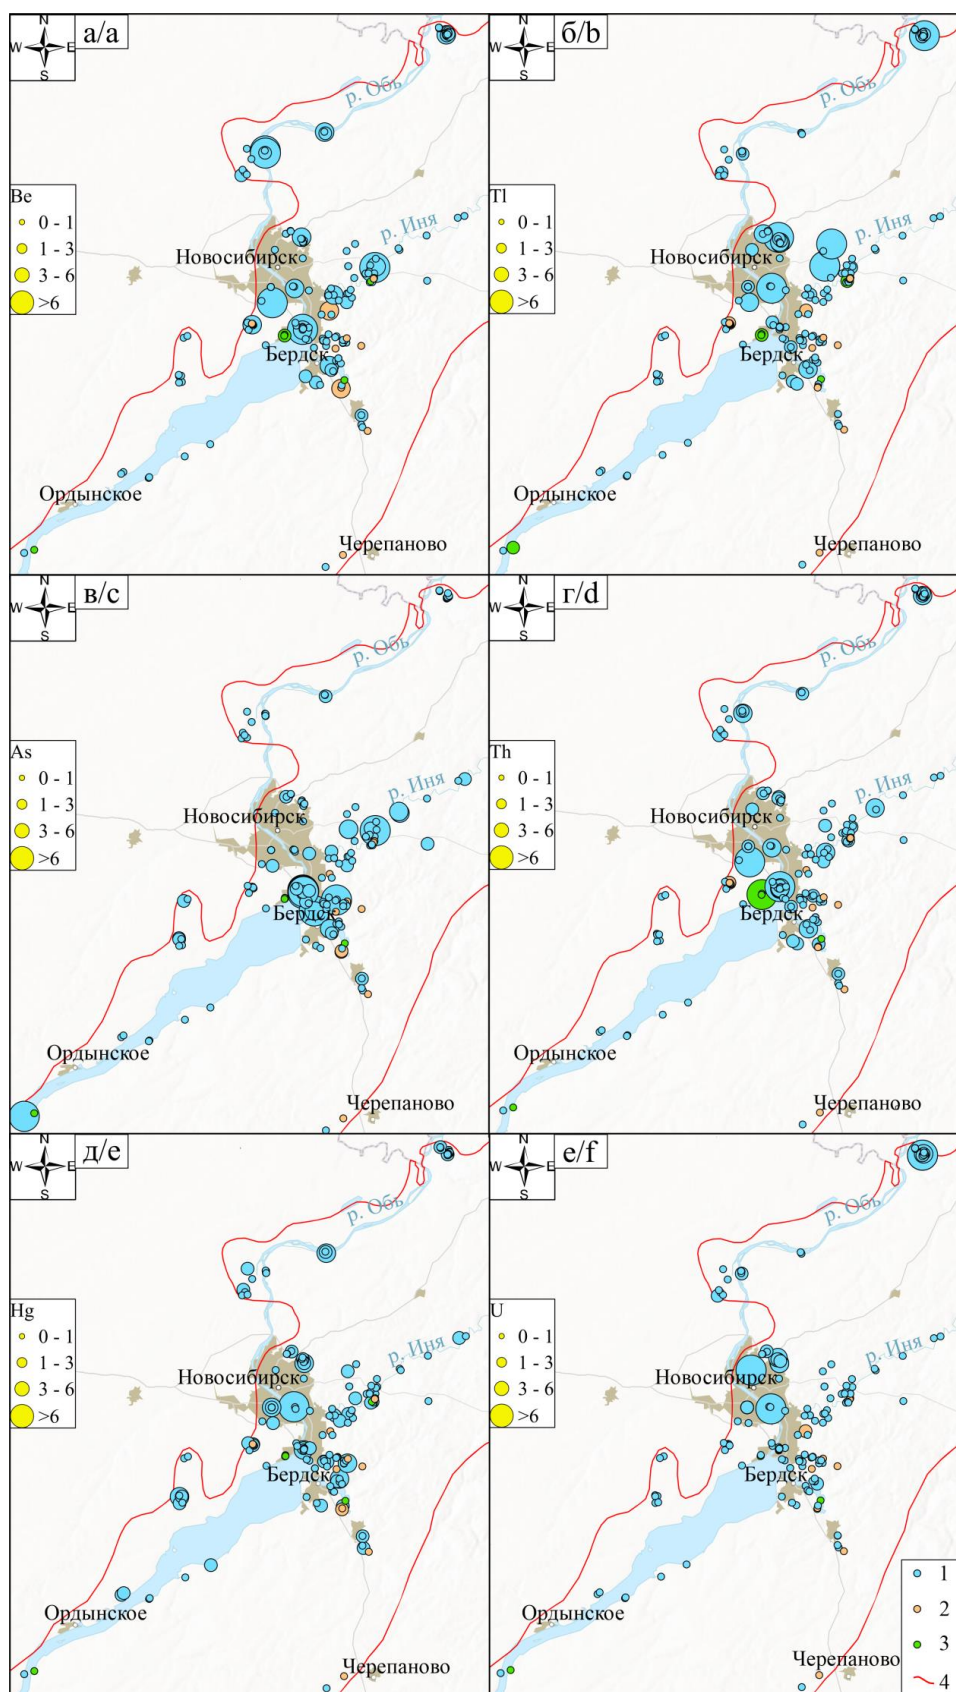 N
W E
S
а/a
р. Обь
Be
0 - 1
1 - 3
3 - 6
>6
р. Иня
Новосибирск
Бердск
Ордынское
Черепаново
N
W E
S
б/b
р. Обь
Tl
0 - 1
1 - 3
3 - 6
>6
р. Иня
Новосибирск
Бердск
Ордынское
Черепаново
N
W E
S
в/c
р. Обь
As
0 - 1
1 - 3
3 - 6
>6
р. Иня
Новосибирск
Бердск
Ордынское
Черепаново
N
W E
S
г/d
р. Обь
Th
0 - 1
1 - 3
3 - 6
>6
р. Иня
Новосибирск
Бердск
Ордынское
Черепаново
N
W E
S
д/e
р. Обь
Hg
0 - 1
1 - 3
3 - 6
>6
р. Иня
Новосибирск
Бердск
Ордынское
Черепаново
N
W E
S
е/f
р. Обь
U
0 - 1
1 - 3
3 - 6
>6
р. Иня
Новосибирск
Бердск
Ордынское
Черепаново
1
2
3
4